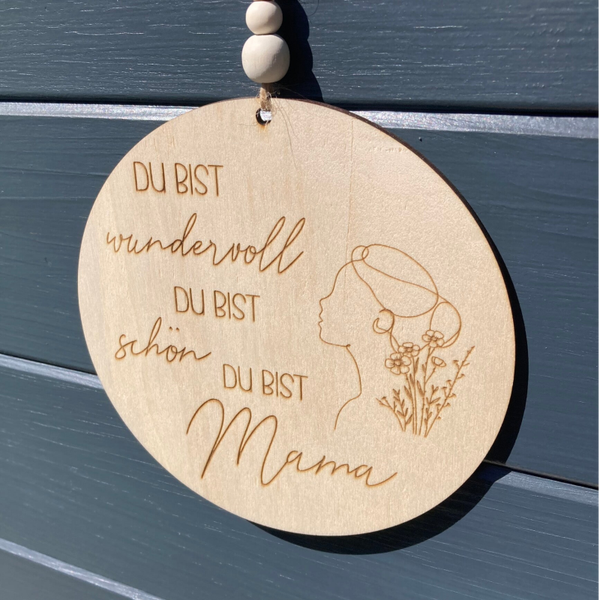 DU BIST
wundervoll
DU BIST
schön
DU BIST
Mama